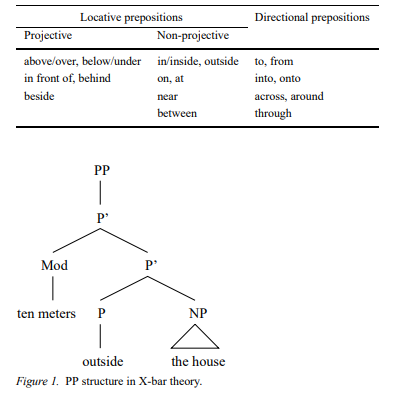 Locative prepositions Directional prepositions
Projective Non-projective
above/over, below/under in/inside, outside to, from
in front of, behind on, at into, onto
beside near across, around
between through
PP
P’
Mod P’
ten meters P NP
outside the house
Figure 1. PP structure in X-bar theory.